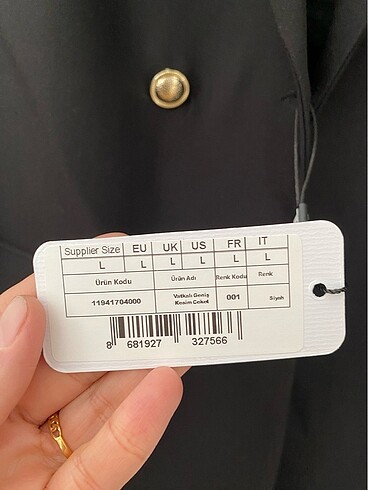 Supplier Size EU UK US FR IT
L L L L L L
Ürün Kodu Ürün Adı Renk Kodu Renk
11941704000 Vatkalı Geniş Kesim Ceket 001 Siyah
8 681927 327566